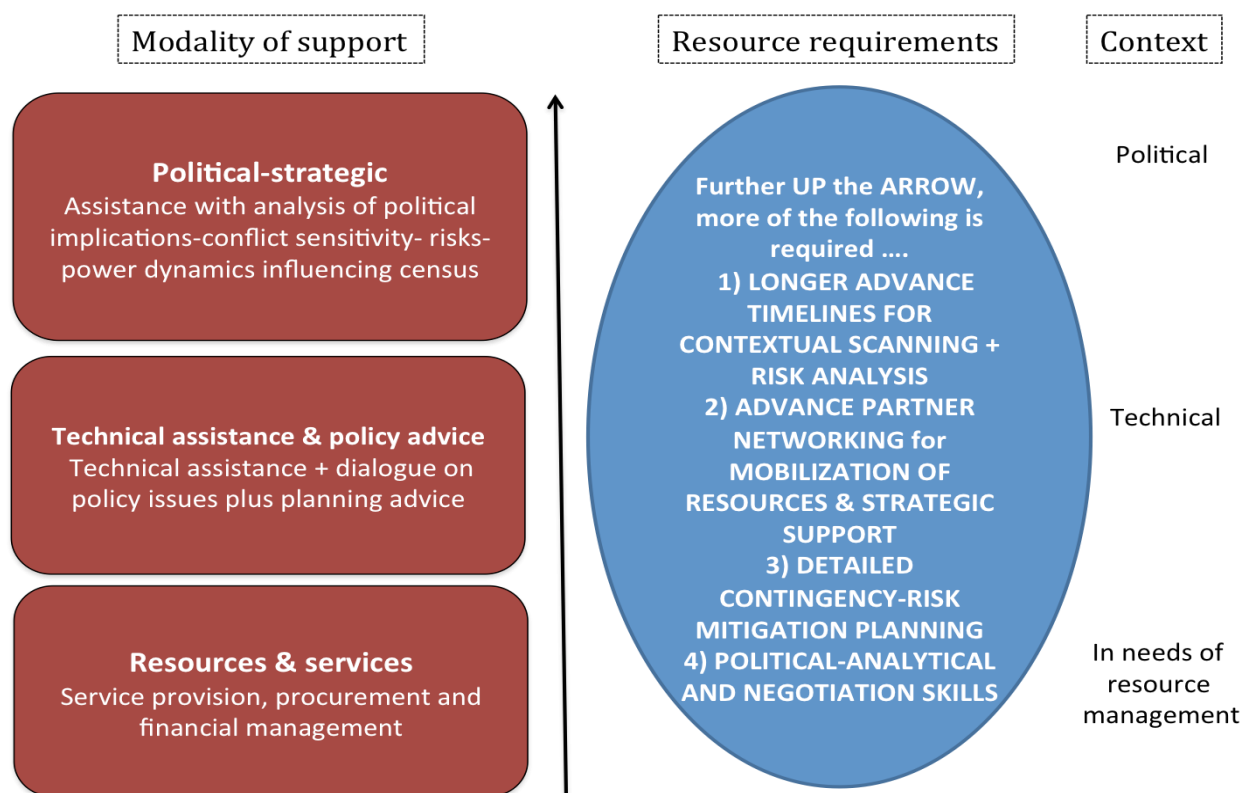 Modality of support
Resource requirements
Context
Political-strategic
Assistance with analysis of political
implications-conflict sensitivity- risks-
power dynamics influencing census
Technical assistance & policy advice
Technical assistance + dialogue on
policy issues plus planning advice
Resources & services
Service provision, procurement and
financial management
Further UP the ARROW,
more of the following is
required ....
1) LONGER ADVANCE
TIMELINES FOR
CONTEXTUAL SCANNING +
RISK ANALYSIS
2) ADVANCE PARTNER
NETWORKING for
MOBILIZATION OF
RESOURCES & STRATEGIC
SUPPORT
3) DETAILED
CONTINGENCY-RISK
MITIGATION PLANNING
4) POLITICAL-ANALYTICAL
AND NEGOTIATION SKILLS
Political
Technical
In needs of
resource
management